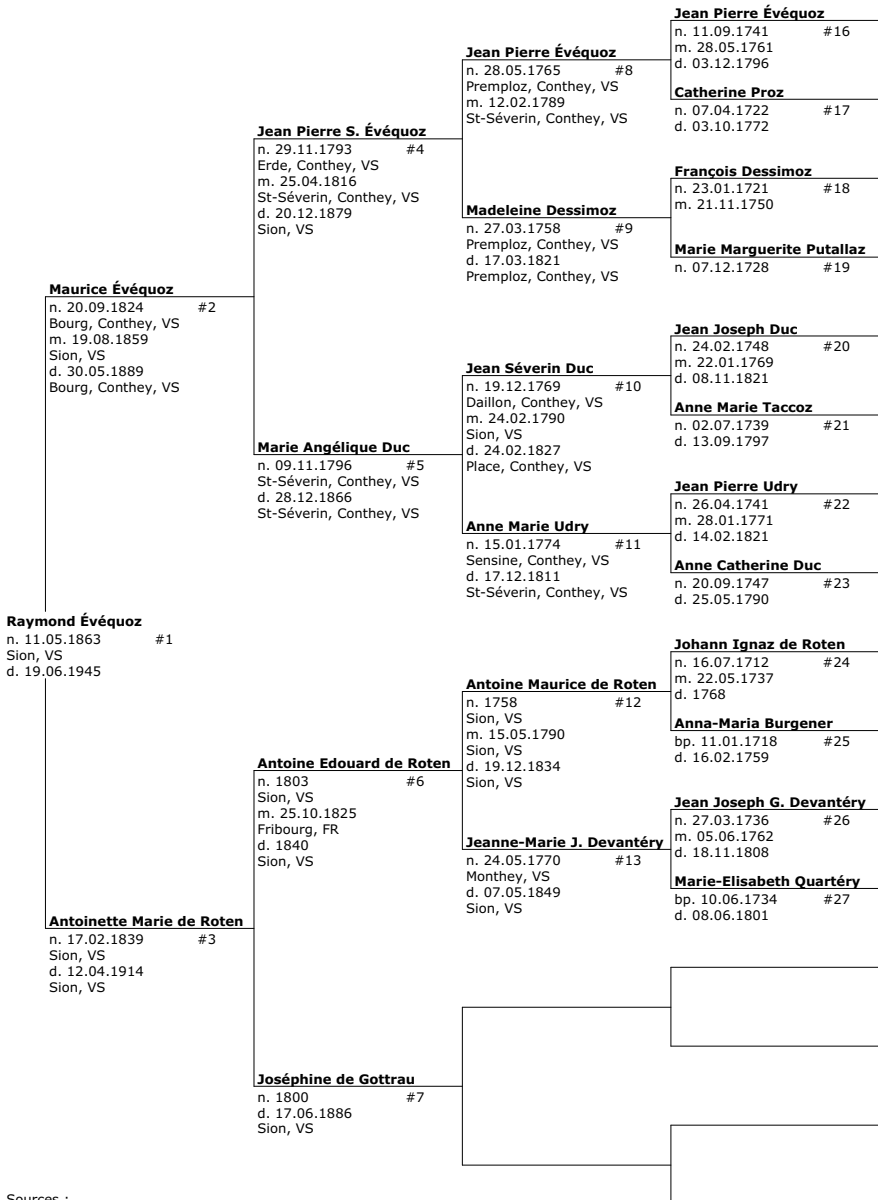 Raymond Évéquoz
n. 11.05.1863 #1
Sion, VS
d. 19.06.1945
Maurice Évéquoz
n. 20.09.1824 #2
Bourg, Conthey, VS
m. 19.08.1859
Sion, VS
d. 30.05.1889
Bourg, Conthey, VS
Antoinette Marie de Roten
n. 17.02.1839 #3
Sion, VS
d. 12.04.1914
Sion, VS
Jean Pierre S. Évéquoz
n. 29.11.1793 #4
Erde, Conthey, VS
m. 25.04.1816
St-Séverin, Conthey, VS
d. 20.12.1879
Sion, VS
Marie Angélique Duc
n. 09.11.1796 #5
St-Séverin, Conthey, VS
d. 28.12.1866
St-Séverin, Conthey, VS
Antoine Edouard de Roten
n. 1803 #6
Sion, VS
m. 25.10.1825
Fribourg, FR
d. 1840
Sion, VS
Joséphine de Gottrau
n. 1800 #7
d. 17.06.1886
Sion, VS
Jean Pierre Évéquoz
n. 28.05.1765 #8
Premploz, Conthey, VS
m. 12.02.1789
St-Séverin, Conthey, VS
Madeleine Dessimoz
n. 27.03.1758 #9
Premploz, Conthey, VS
d. 17.03.1821
Premploz, Conthey, VS
Jean Séverin Duc
n. 19.12.1769 #10
Daillon, Conthey, VS
m. 24.02.1790
Sion, VS
d. 24.02.1827
Place, Conthey, VS
Anne Marie Udry
n. 15.01.1774 #11
Sensine, Conthey, VS
d. 17.12.1811
St-Séverin, Conthey, VS
Antoine Maurice de Roten
n. 1758 #12
Sion, VS
m. 15.05.1790
Sion, VS
d. 19.12.1834
Sion, VS
Jeanne-Marie J. Devantéry
n. 24.05.1770 #13
Monthey, VS
d. 07.05.1849
Sion, VS
Jean Pierre Évéquoz
n. 11.09.1741 #16
m. 28.05.1761
d. 03.12.1796
Catherine Proz
n. 07.04.1722 #17
d. 03.10.1772
François Dessimoz
n. 23.01.1721 #18
m. 21.11.1750
Marie Marguerite Putallaz
n. 07.12.1728 #19
Jean Joseph Duc
n. 24.02.1748 #20
m. 22.01.1769
d. 08.11.1821
Anne Marie Taccoz
n. 02.07.1739 #21
d. 13.09.1797
Jean Pierre Udry
n. 26.04.1741 #22
m. 28.01.1771
d. 14.02.1821
Anne Catherine Duc
n. 20.09.1747 #23
d. 25.05.1790
Johann Ignaz de Roten
n. 16.07.1712 #24
m. 22.05.1737
d. 1768
Anna-Maria Burgener
bp. 11.01.1718 #25
d. 16.02.1759
Jean Joseph G. Devantéry
n. 27.03.1736 #26
m. 05.06.1762
d. 18.11.1808
Marie-Elisabeth Quartéry
bp. 10.06.1734 #27
d. 08.06.1801
Sources :